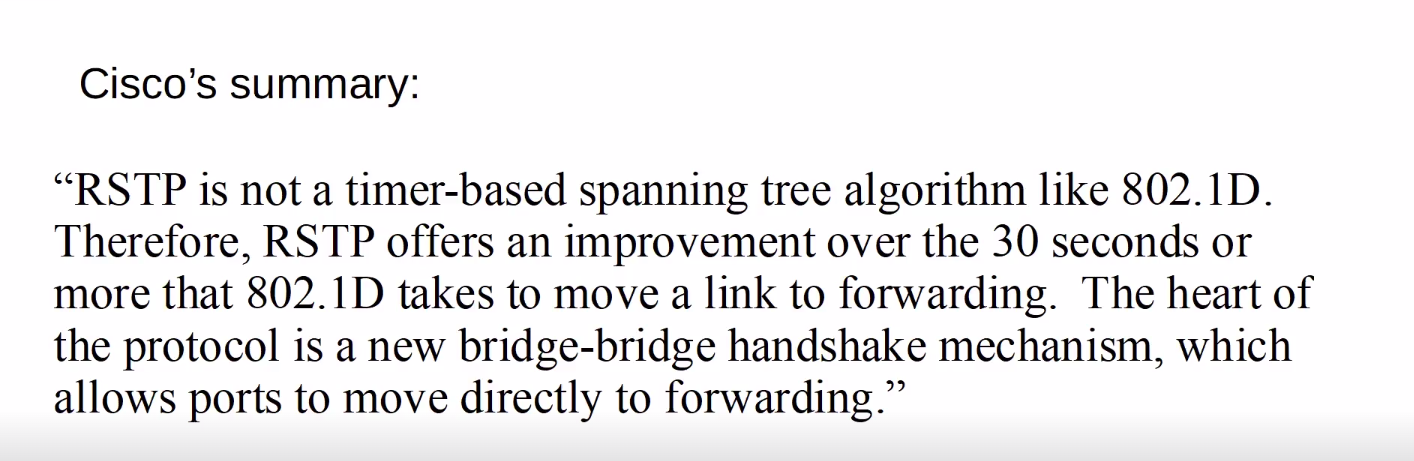 Cisco’s summary:
“RSTP is not a timer-based spanning tree algorithm like 802.1D.
Therefore, RSTP offers an improvement over the 30 seconds or
more that 802.1D takes to move a link to forwarding.  The heart of
the protocol is a new bridge-bridge handshake mechanism, which
allows ports to move directly to forwarding.”